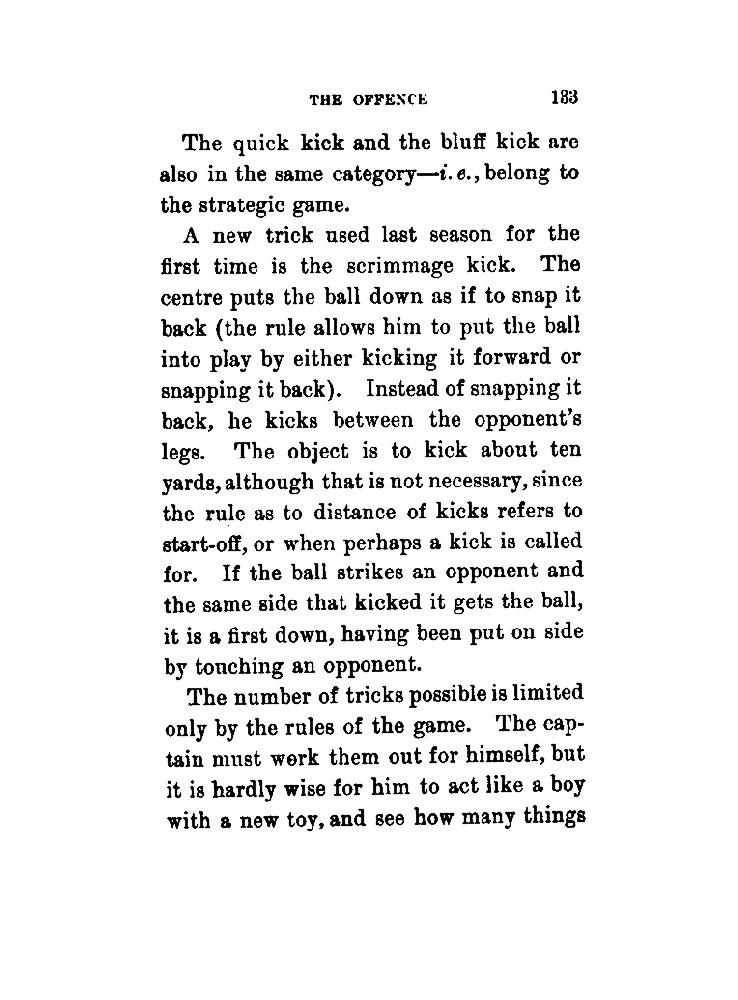 THE OFFENCE 183
The quick kick and the bluff kick are
also in the same category—i. e., belong to
the strategic game.
A new trick used last season for the
first time is the scrimmage kick. The
centre puts the ball down as if to snap it
back (the rule allows him to put the ball
into play by either kicking it forward or
snapping it back). Instead of snapping it
back, he kicks between the opponent's
legs. The object is to kick about ten
yards, although that is not necessary, since
the rule as to distance of kicks refers to
start-off, or when perhaps a kick is called
for. If the ball strikes an opponent and
the same side that kicked it gets the ball,
it is a first down, having been put on side
by touching an opponent.
The number of tricks possible is limited
only by the rules of the game. The cap-
tain must work them out for himself, but
it is hardly wise for him to act like a boy
with a new toy, and see how many things